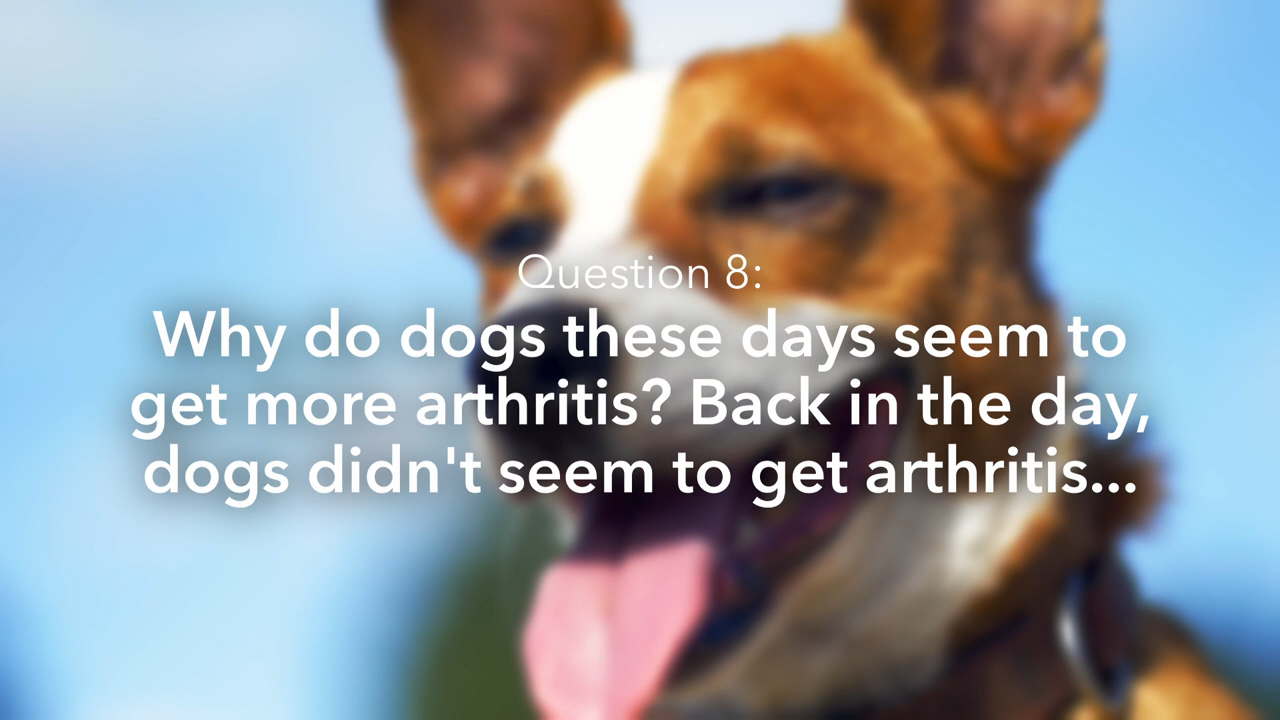 Question 8:
Why do dogs these days seem to
get more arthritis? Back in the day,
dogs didn't seem to get arthritis...